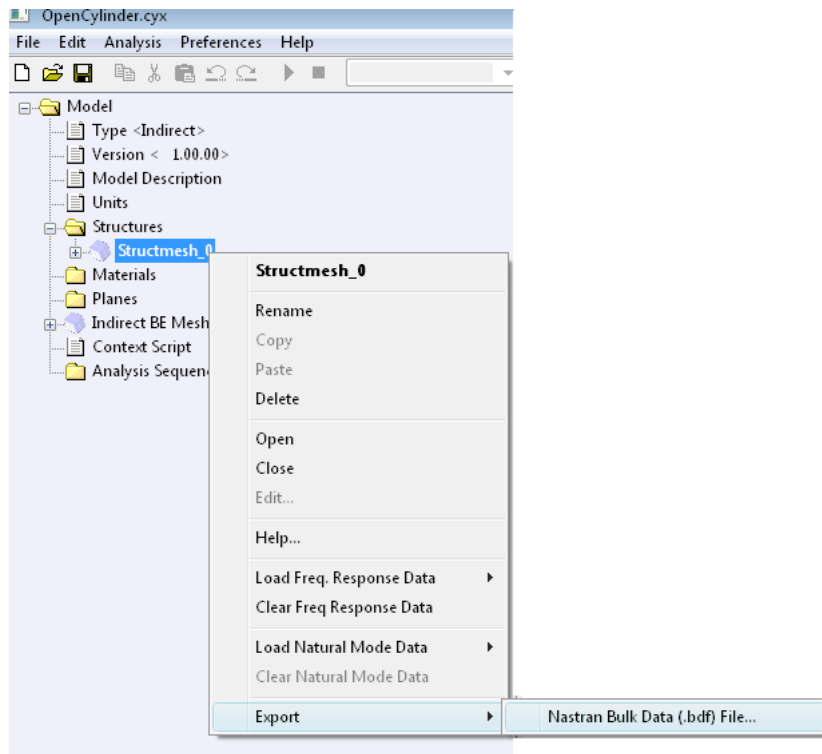 OpenCylinder.cyx
File Edit Analysis Preferences Help
Model
Type <Indirect>
Version < 1.00.00>
Model Description
Units
Structures
Structmesh_0
Materials
Planes
Indirect BE Mesh
Context Script
Analysis Sequen
Structmesh_0
Rename
Copy
Paste
Delete
Open
Close
Edit...
Help...
Load Freq. Response Data
Clear Freq Response Data
Load Natural Mode Data
Clear Natural Mode Data
Export
Nastran Bulk Data (.bdf) File...